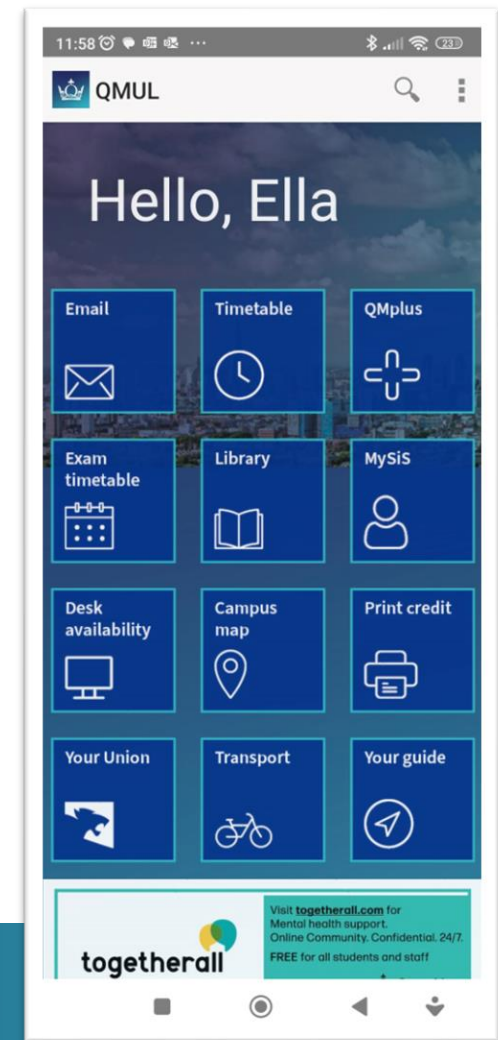 11:58
23
QMUL
Hello, Ella
Email
Timetable
QMplus
Exam
timetable
Library
MySiS
Desk
availability
Campus
map
Print credit
Your Union
Transport
Your guide
togetherall
Visit togetherall.com for
Mental health support.
Online Community. Confidential. 24/7.
FREE for all students and staff